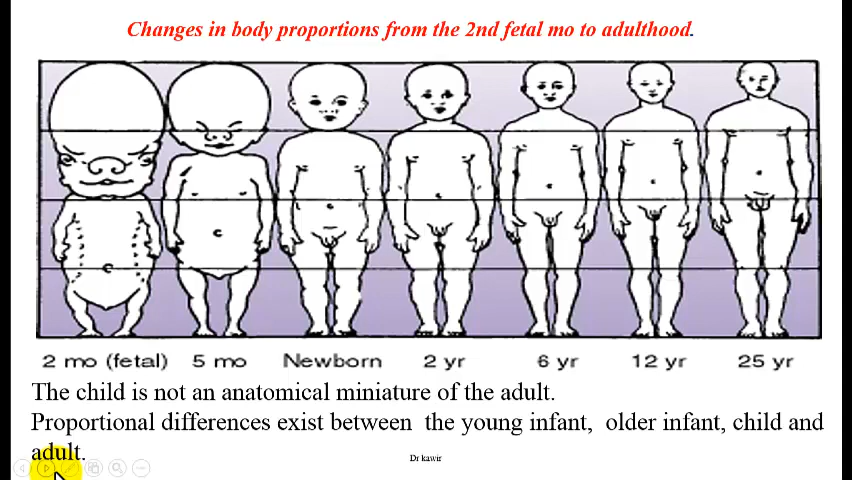 Changes in body proportions from the 2nd fetal mo to adulthood.
2 mo (fetal) 5 mo Newborn 2 yr 6 yr 12 yr 25 yr
The child is not an anatomical miniature of the adult.
Proportional differences exist between the young infant, older infant, child and
adult.
Dr kawir